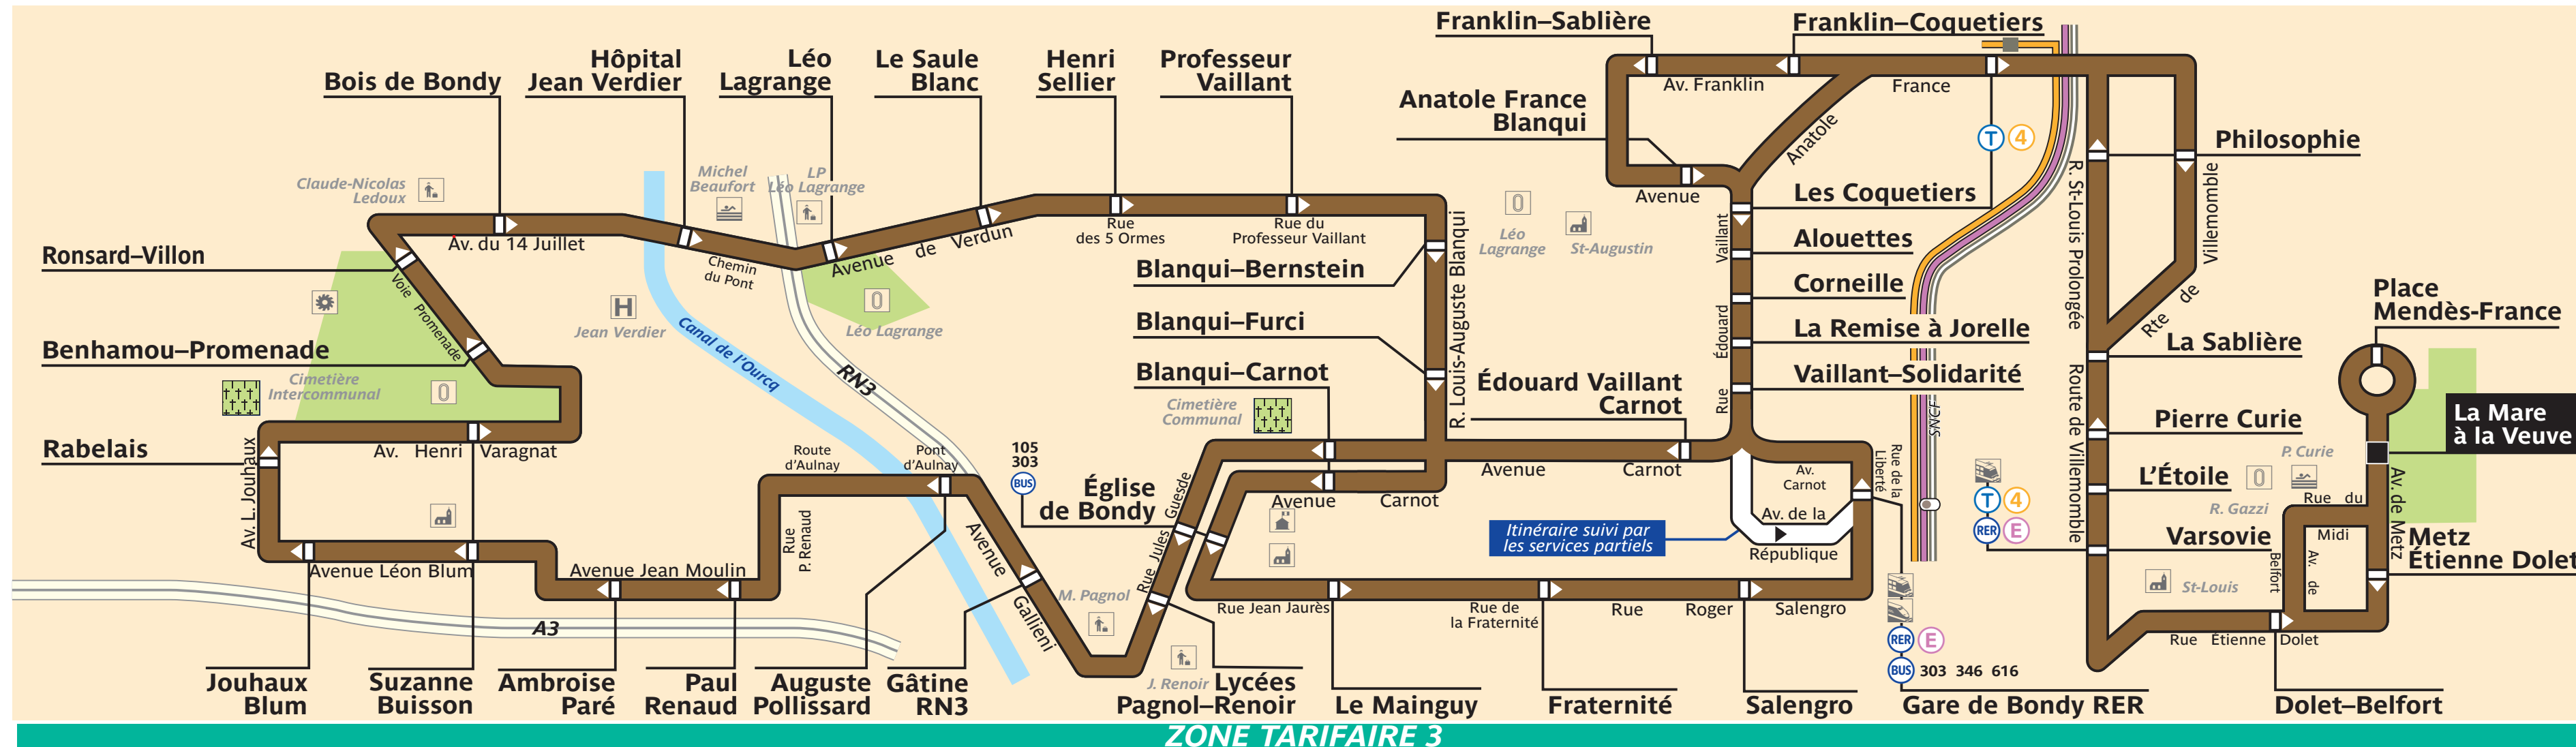 Franklin–Sablière
Franklin–Coquetiers
Hôpital
Jean Verdier
Léo
Lagrange
Le Saule
Blanc
Henri
Sellier
Professeur
Vaillant
Bois de Bondy
Anatole France
Blanqui
Av. Franklin
France
Anatole
Avenue
T 4
Philosophie
Claude-Nicolas
Ledoux
Michel
Beaufort
LP
Léo Lagrange
Les Coquetiers
Alouettes
Corneille
La Remise à Jorelle
Vaillant–Solidarité
Ronsard–Villon
Av. du 14 Juillet
Chemin
du Pont
Avenue de Verdun
Rue
des 5 Ormes
Rue du
Professeur Vaillant
Léo
Lagrange
St-Augustin
Blanqui–Bernstein
Blanqui–Furci
Blanqui–Carnot
R. Louis-Auguste Blanqui
Rue Édouard Vaillant
R. St-Louis Prolongée
Rte de Villemomble
Route de Villemomble
Voie Promenade
H
Jean Verdier
Canal de l'Ourcq
Léo Lagrange
RN3
Benhamou–Promenade
Cimetière
Intercommunal
Cimetière
Communal
Édouard Vaillant
Carnot
SNCF
La Sablière
Place
Mendès-France
La Mare
à la Veuve
Pierre Curie
P. Curie
L'Étoile
R. Gazzi
Varsovie
T 4
RER E
Rabelais
Av. L. Jouhaux
Av. Henri Varagnat
Route
d'Aulnay
Pont
d'Aulnay
105
303
BUS
Église
de Bondy
Avenue Carnot
Avenue Carnot
Av.
Carnot
Rue de la
Liberté
Av. de la
République
Itinéraire suivi par
les services partiels
Rue du
Midi
Av. de Metz
Av. de
Belfort
Metz
Étienne Dolet
St-Louis
Rue Étienne Dolet
Avenue Léon Blum
Avenue Jean Moulin
Rue
P. Renaud
Avenue Gallieni
Rue Jules Guesde
M. Pagnol
J. Renoir
Rue Jean Jaurès
Rue de
la Fraternité
Rue Roger Salengro
A3
RER E
BUS 303 346 616
Jouhaux
Blum
Suzanne
Buisson
Ambroise
Paré
Paul
Renaud
Auguste
Pollissard
Gâtine
RN3
Lycées
Pagnol–Renoir
Le Mainguy
Fraternité
Salengro
Gare de Bondy RER
Dolet–Belfort
ZONE TARIFAIRE 3